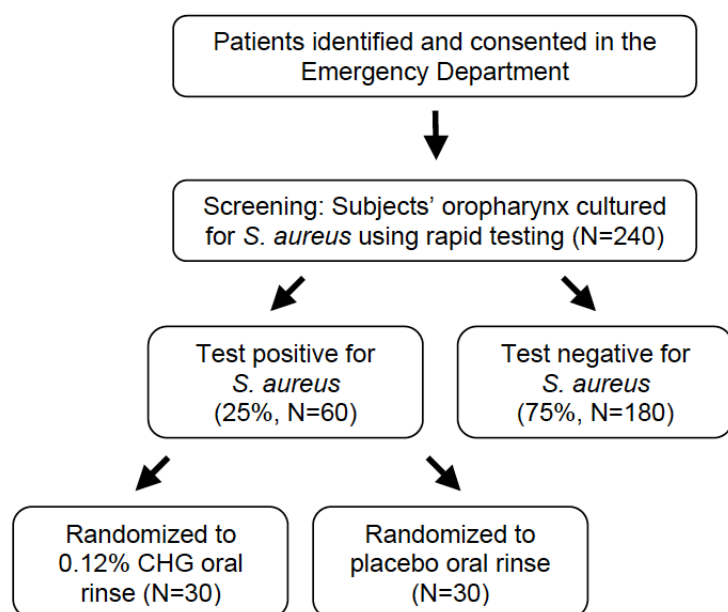 Patients identified and consented in the
Emergency Department
Screening: Subjects’ oropharynx cultured
for S. aureus using rapid testing (N=240)
Test positive for
S. aureus
(25%, N=60)
Test negative for
S. aureus
(75%, N=180)
Randomized to
0.12% CHG oral
rinse (N=30)
Randomized to
placebo oral rinse
(N=30)